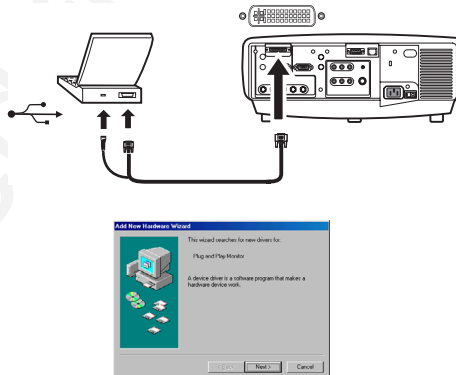 Add New Hardware Wizard
This wizard searches for new drivers for:
Plug and Play Monitor
A device driver is a software program that makes a
hardware device work.
< Back
Next >
Cancel